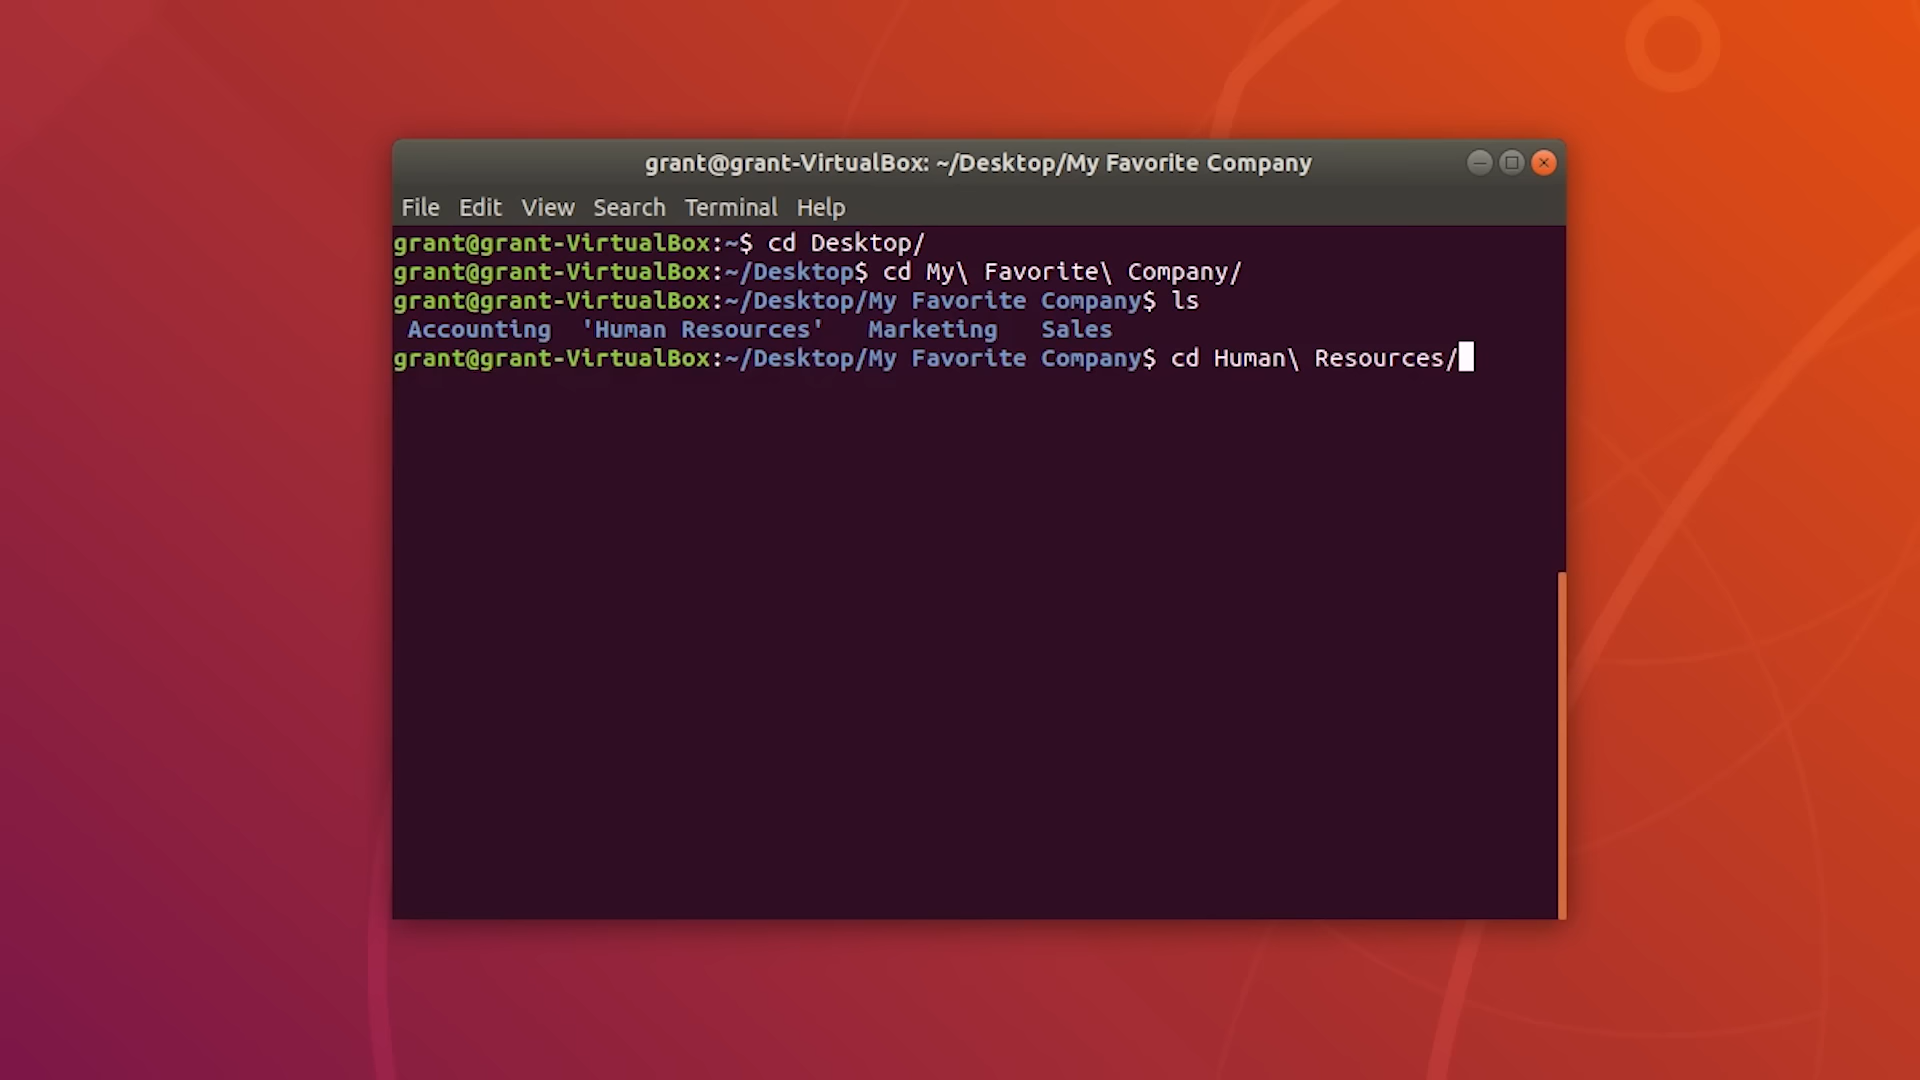 grant@grant-VirtualBox: ~/Desktop/My Favorite Company
File Edit View Search Terminal Help
grant@grant-VirtualBox:~$ cd Desktop/
grant@grant-VirtualBox:~/Desktop$ cd My\ Favorite\ Company/
grant@grant-VirtualBox:~/Desktop/My Favorite Company$ ls
Accounting 'Human Resources' Marketing Sales
grant@grant-VirtualBox:~/Desktop/My Favorite Company$ cd Human\ Resources/